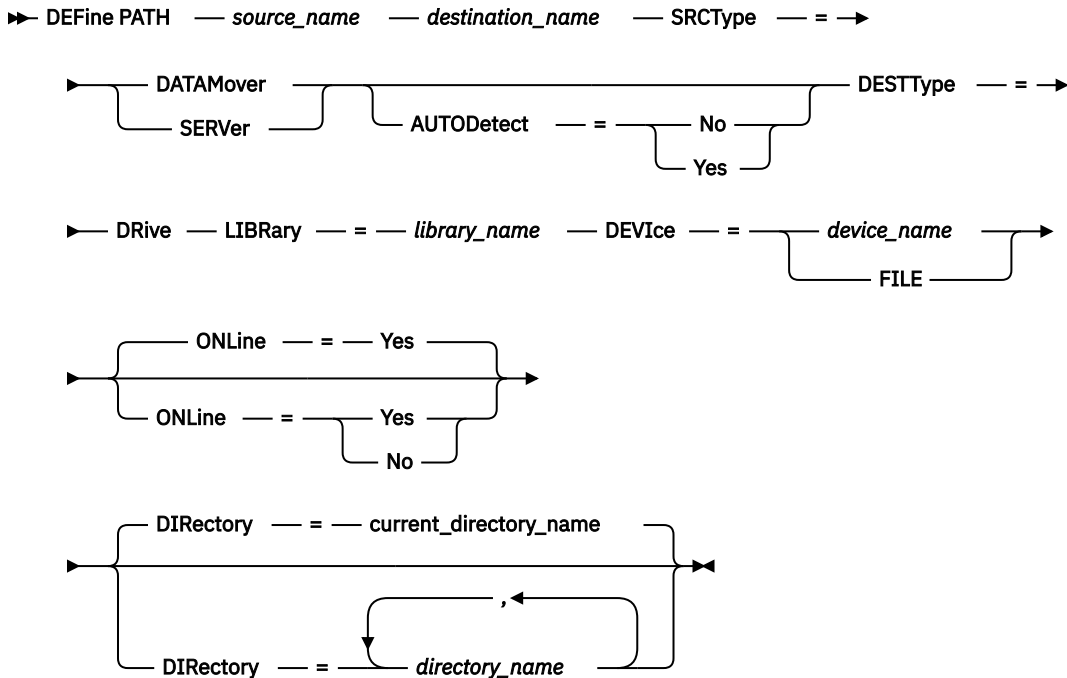 DEFine PATH source_name destination_name SRCType =
DATAMover DESTType =
SERVer AUTODetect = No
Yes
DRive LIBRary = library_name DEVIce = device_name
FILE
ONLine = Yes
ONLine = Yes
No
DIRectory = current_directory_name
,
DIRectory = directory_name